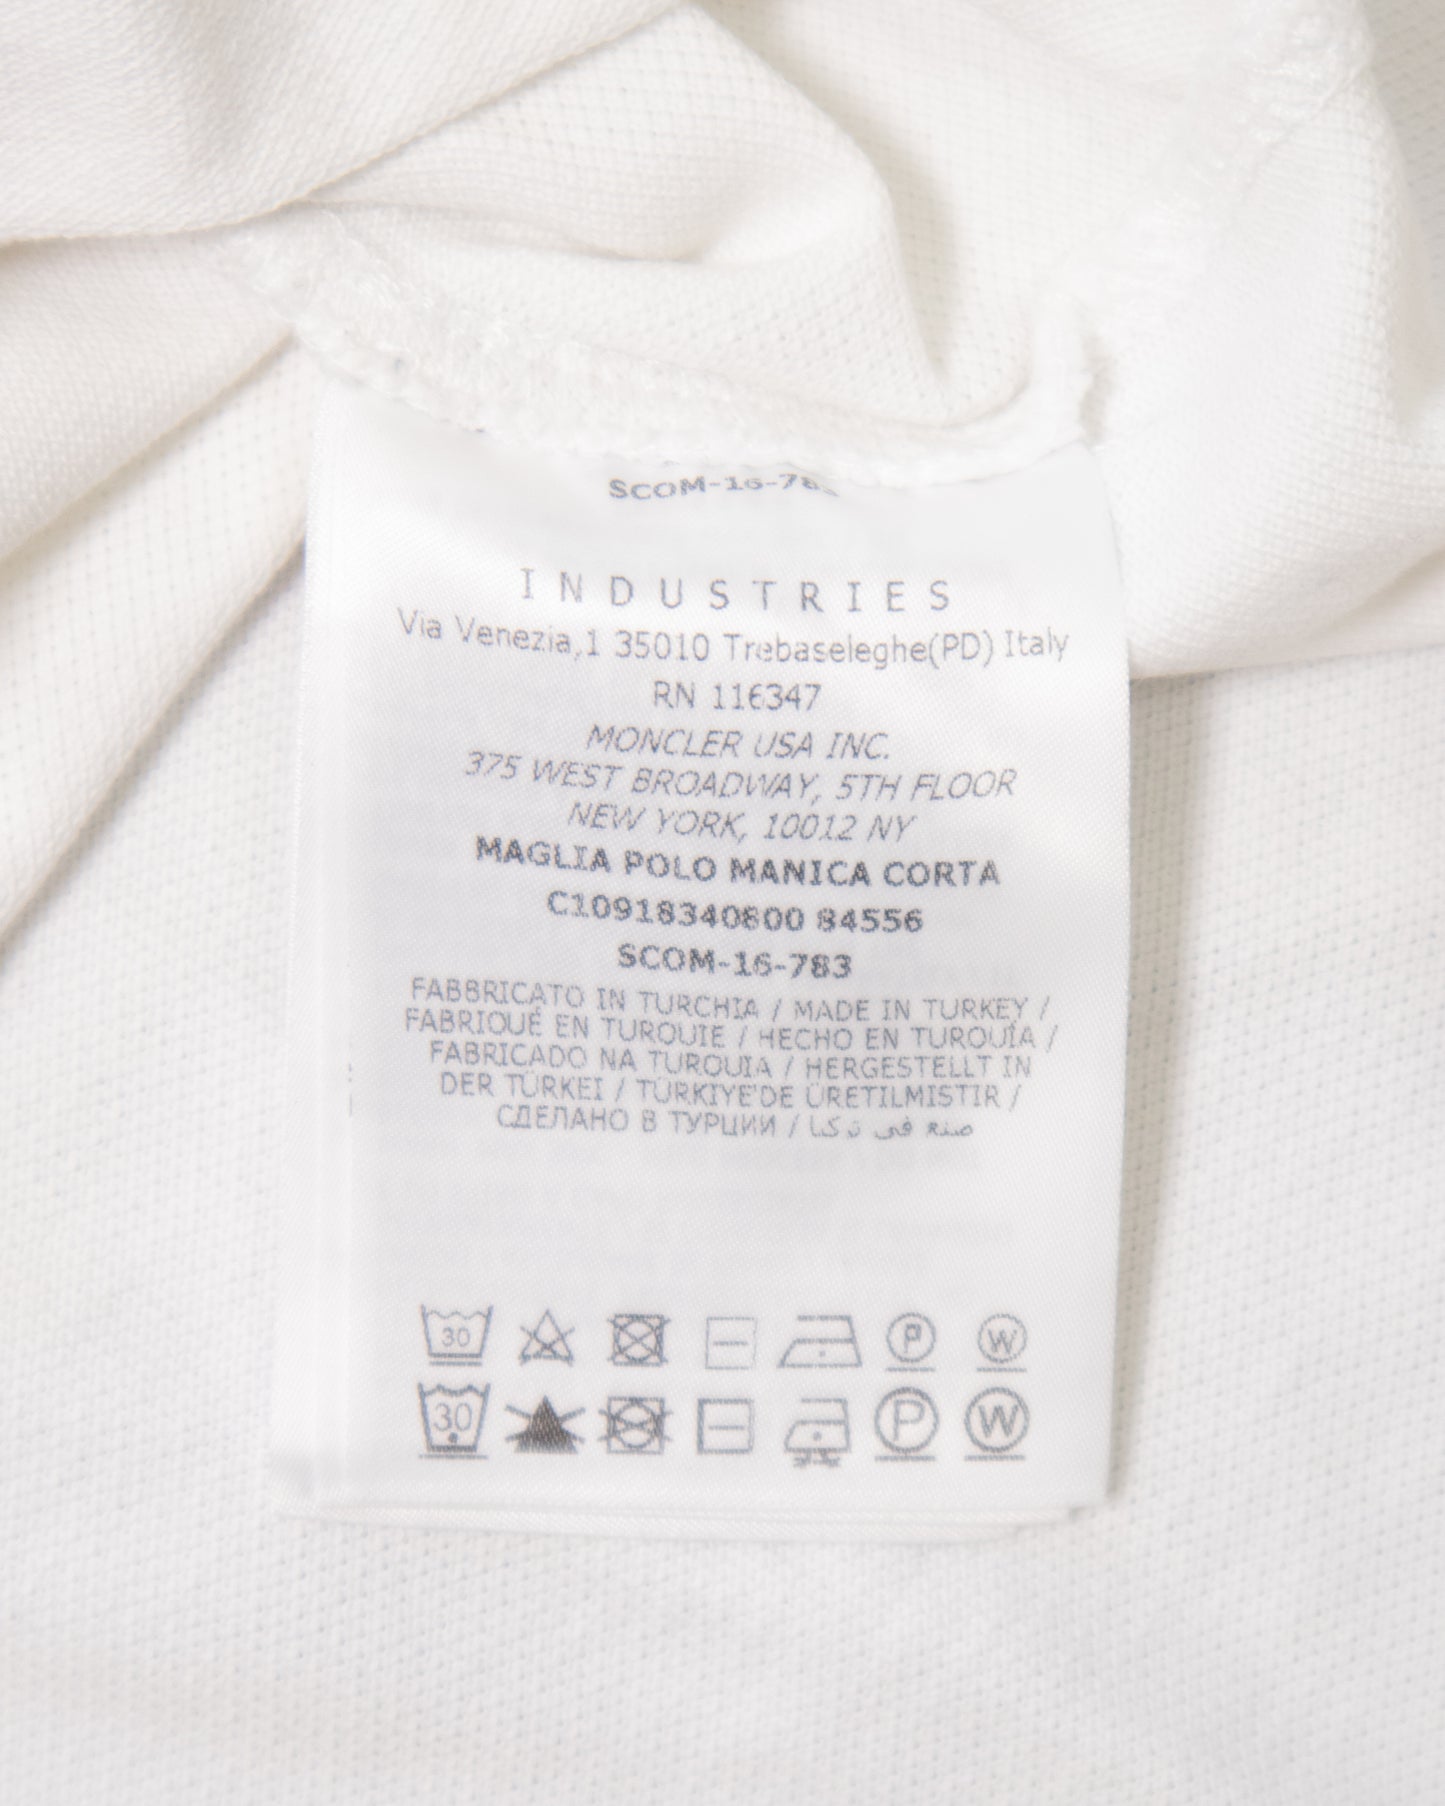 SCOM-16-783
INDUSTRIES
Via Venezia,1 35010 Trebaseleghe(PD) Italy
RN 116347
MONCLER USA INC.
375 WEST BROADWAY, 5TH FLOOR
NEW YORK, 10012 NY
MAGLIA POLO MANICA CORTA
C10918340800 84556
SCOM-16-783
FABBRICATO IN TURCHIA / MADE IN TURKEY /
FABRIQUÉ EN TURQUIE / HECHO EN TURQUÍA /
FABRICADO NA TURQUIA / HERGESTELLT IN
DER TÜRKEI / TÜRKIYE'DE ÜRETILMISTIR /
СДЕЛАНО В ТУРЦИИ / صنع في تركيا
30 P W
30 P W